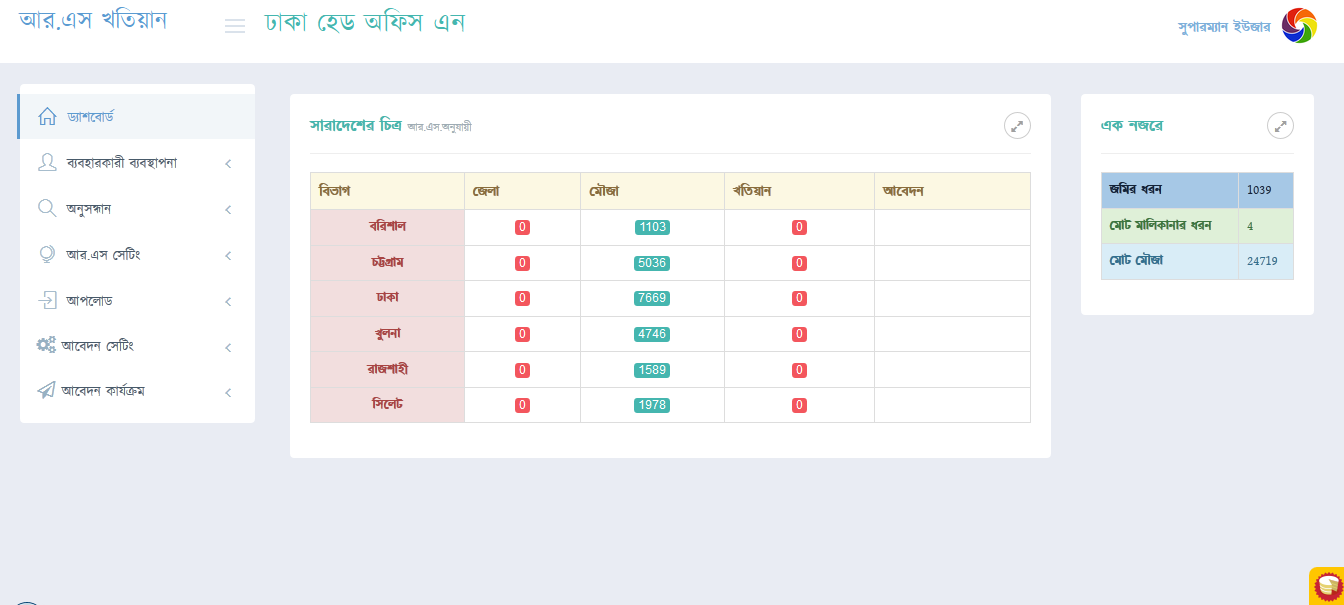 আর.এস খতিয়ান
ঢাকা হেড অফিস এন
সুপারম্যান ইউজার
ড্যাশবোর্ড
ব্যবহারকারী ব্যবস্থাপনা
অনুসন্ধান
আর.এস সেটিং
আপলোড
আবেদন সেটিং
আবেদন কার্যক্রম
সারাদেশের চিত্র আর.এস.অনুযায়ী
বিভাগ জেলা মৌজা খতিয়ান আবেদন
বরিশাল 0 1103 0
চট্টগ্রাম 0 5036 0
ঢাকা 0 7669 0
খুলনা 0 4746 0
রাজশাহী 0 1589 0
সিলেট 0 1978 0
এক নজরে
জমির ধরন 1039
মোট মালিকানার ধরন 4
মোট মৌজা 24719